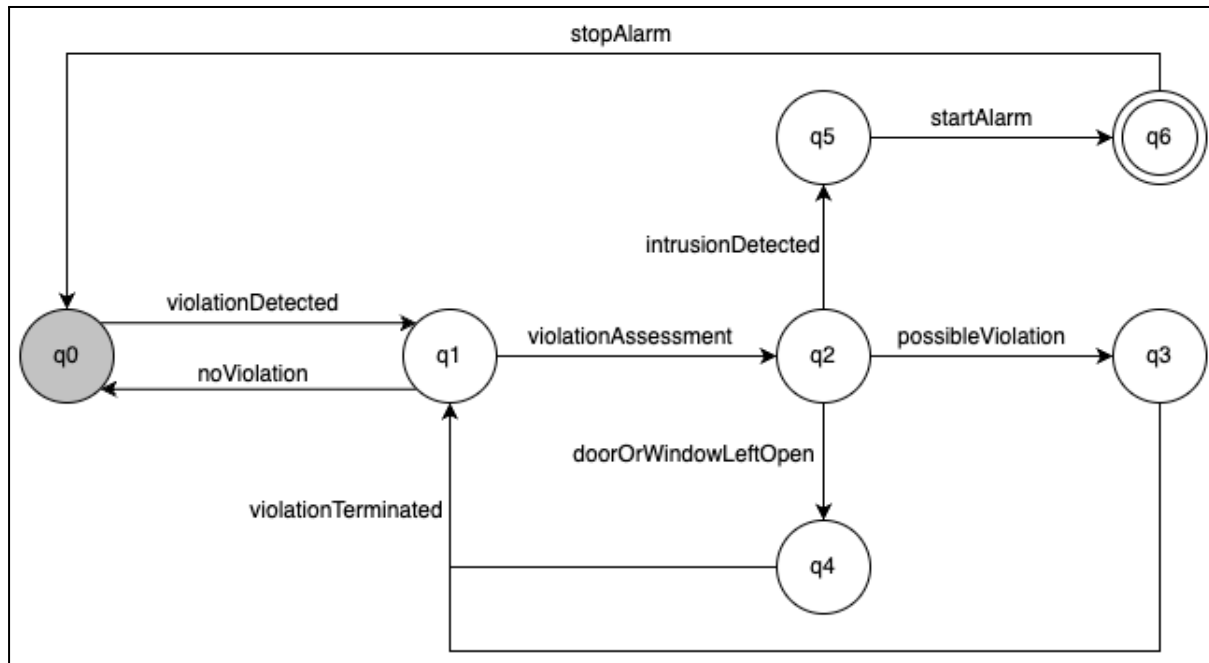 stopAlarm
q5
startAlarm
q6
intrusionDetected
violationDetected
q0
noViolation
q1
violationAssessment
q2
possibleViolation
q3
doorOrWindowLeftOpen
violationTerminated
q4